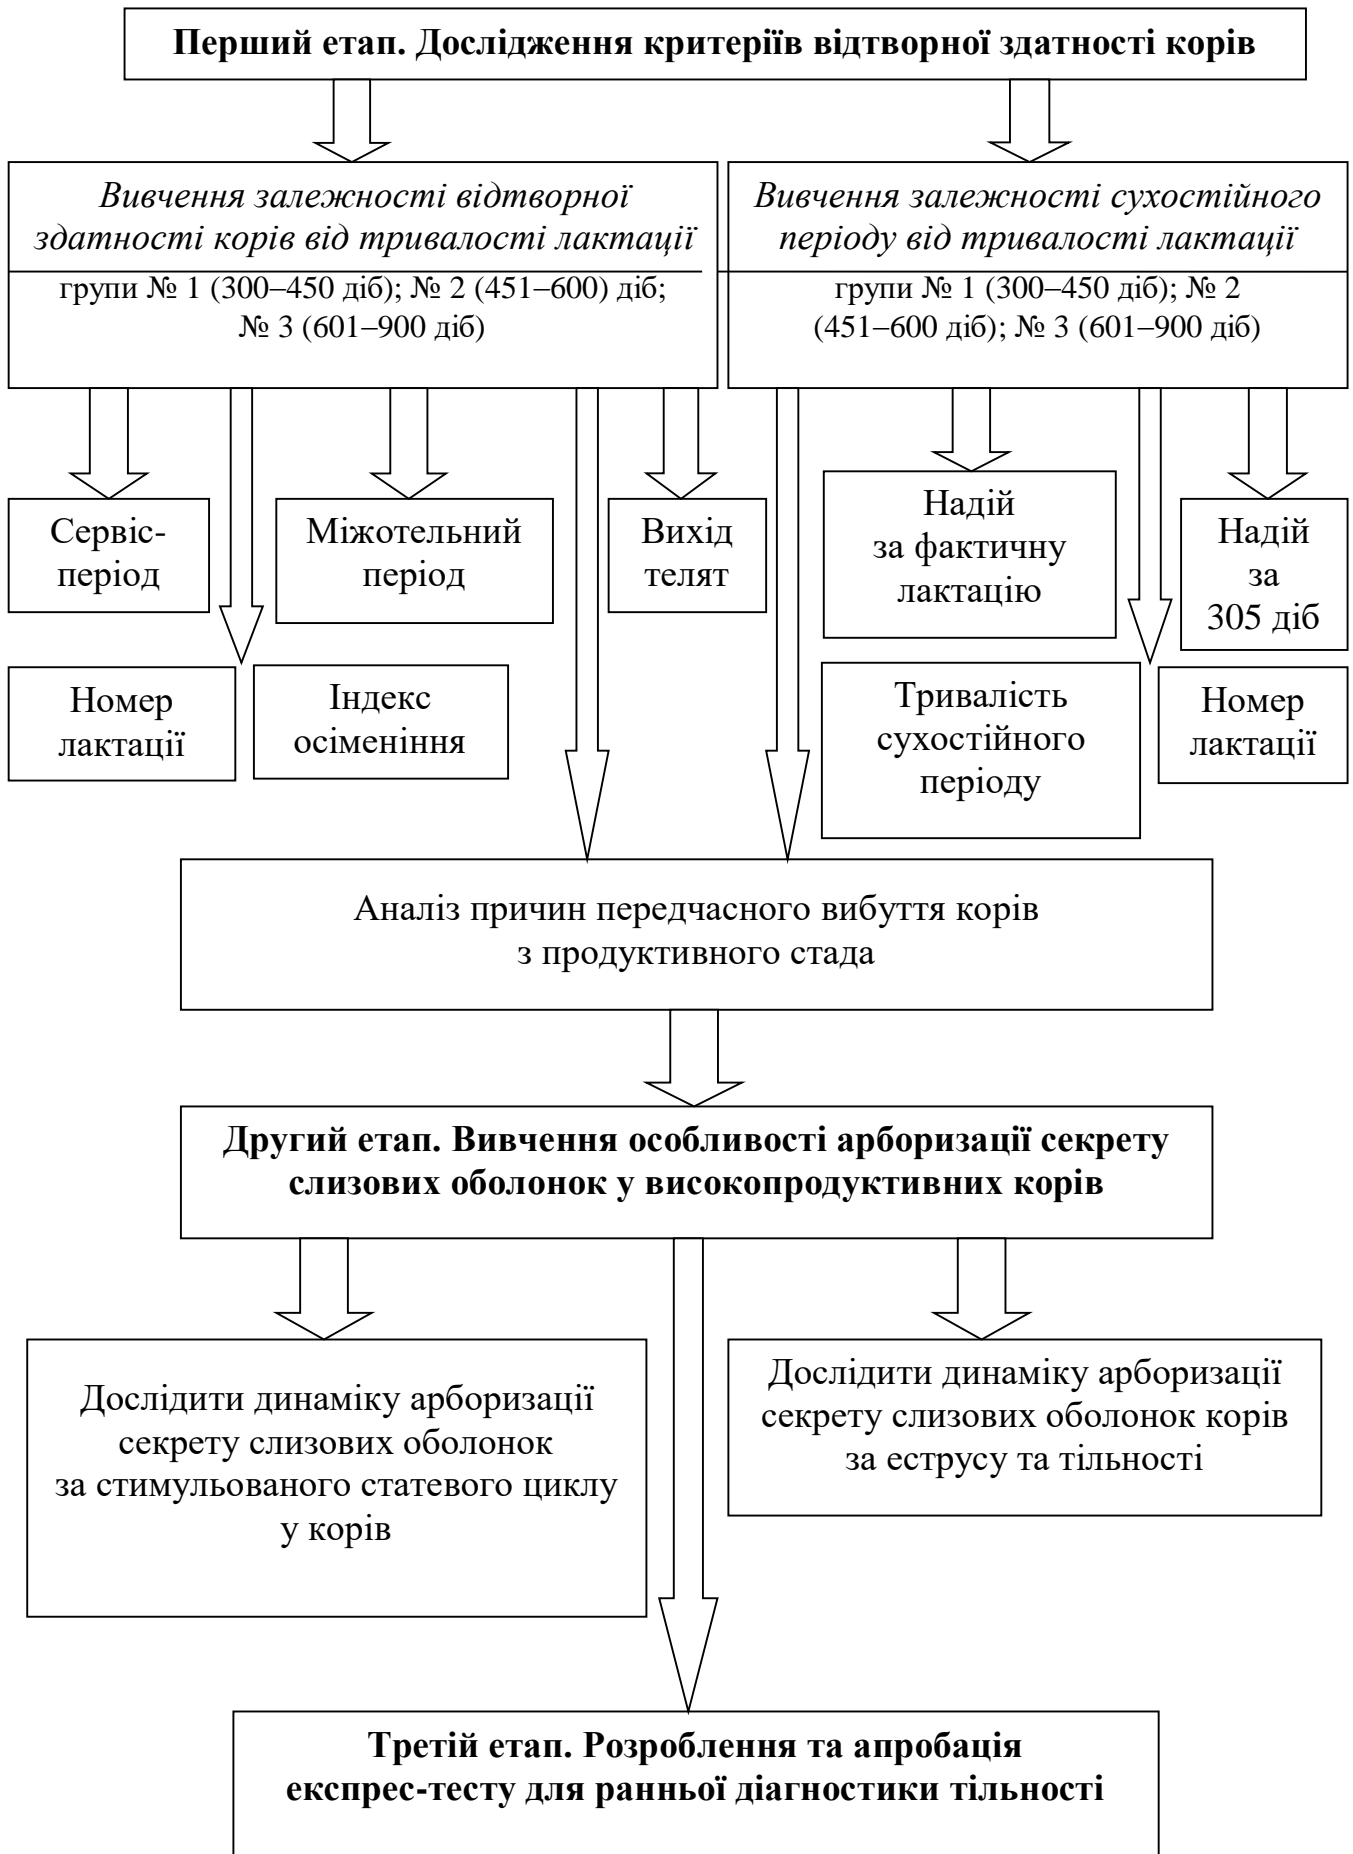 Перший етап. Дослідження критеріїв відтворної здатності корів
Вивчення залежності відтворної
здатності корів від тривалості лактації
групи № 1 (300–450 діб); № 2 (451–600) діб;
№ 3 (601–900 діб)
Вивчення залежності сухостійного
періоду від тривалості лактації
групи № 1 (300–450 діб); № 2
(451–600 діб); № 3 (601–900 діб)
Сервіс-
період
Міжотельний
період
Вихід
телят
Надій
за фактичну
лактацію
Надій
за
305 діб
Номер
лактації
Індекс
осіменіння
Тривалість
сухостійного
періоду
Номер
лактації
Аналіз причин передчасного вибуття корів
з продуктивного стада
Другий етап. Вивчення особливості арборизації секрету
слизових оболонок у високопродуктивних корів
Дослідити динаміку арборизації
секрету слизових оболонок
за стимульованого статевого циклу
у корів
Дослідити динаміку арборизації
секрету слизових оболонок корів
за еструсу та тільності
Третій етап. Розроблення та апробація
експрес-тесту для ранньої діагностики тільності